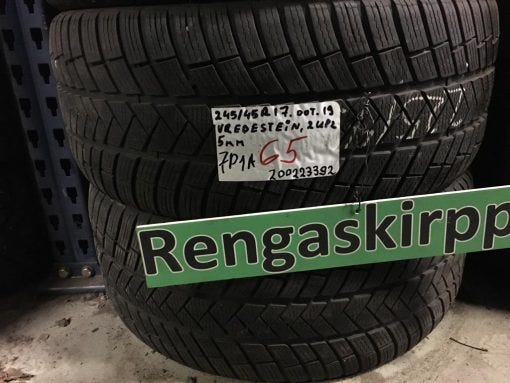 245/45R17. DOT. 19
VREDESTEIN, 2KPL
5mm
7P1A 65
200223392
Rengaskirpp